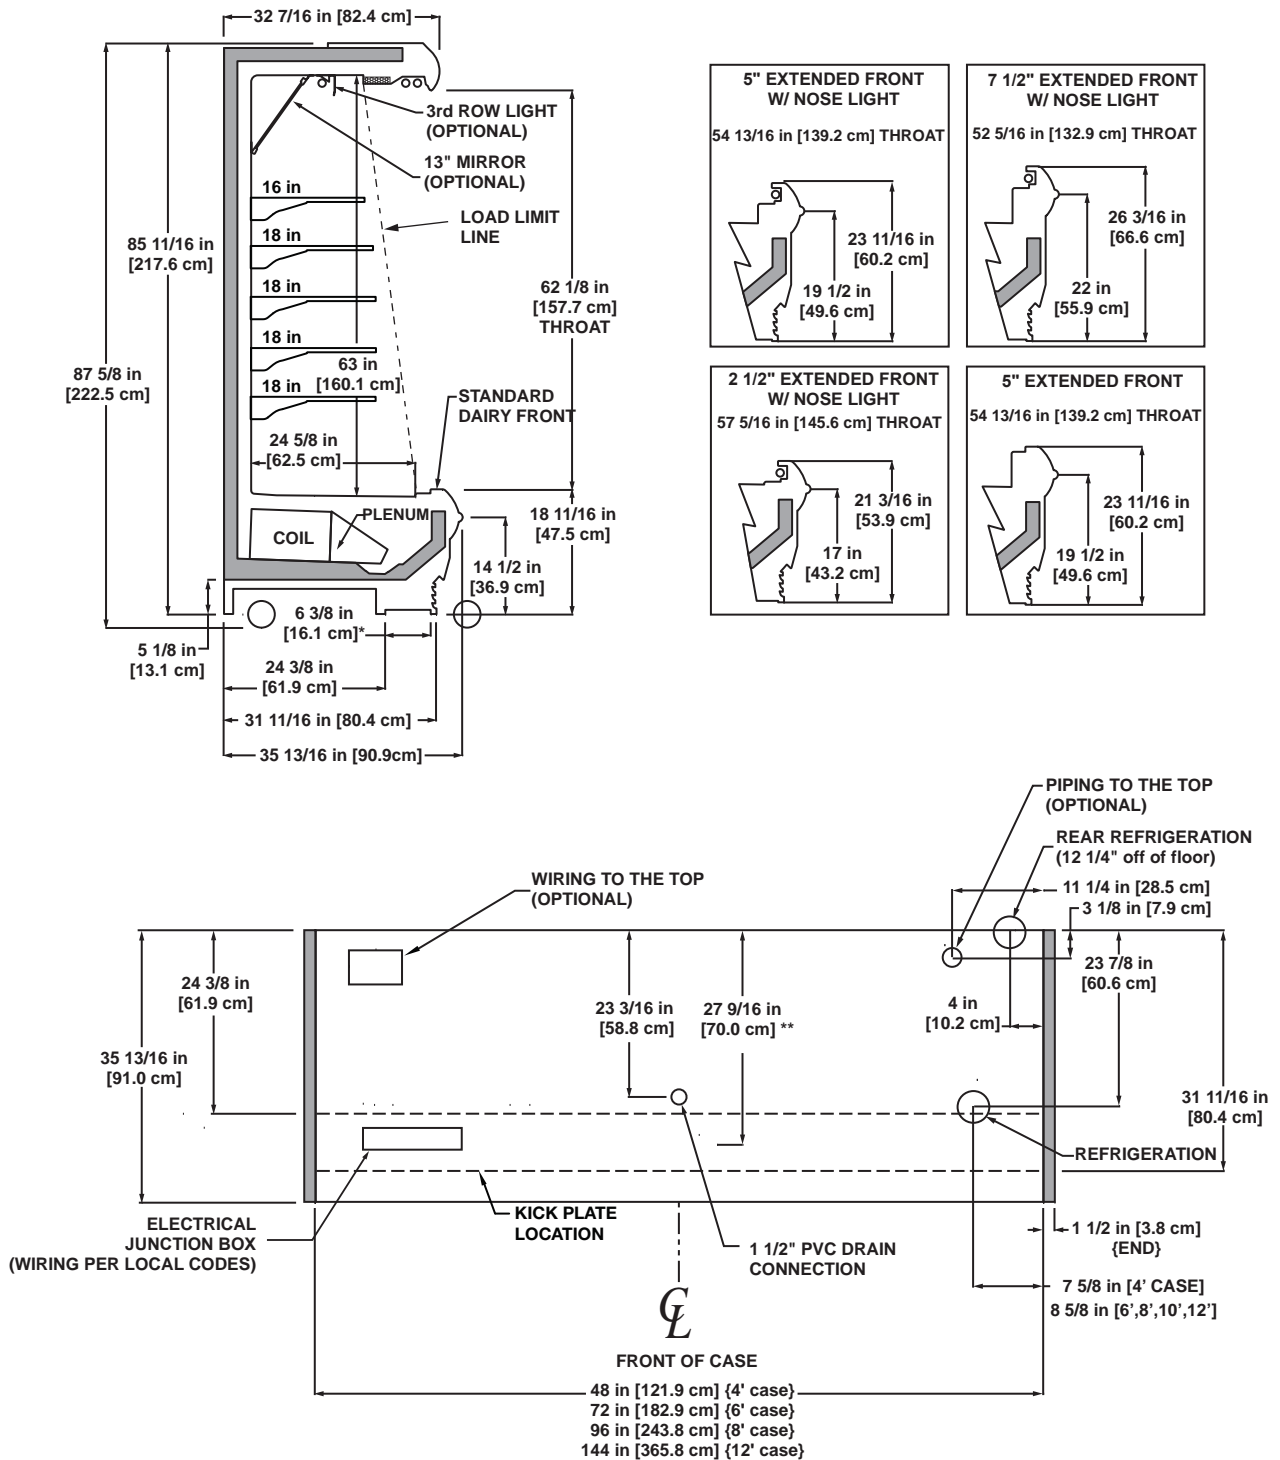 32 7/16 in [82.4 cm]
3rd ROW LIGHT
(OPTIONAL)
13" MIRROR
(OPTIONAL)
16 in
LOAD LIMIT
LINE
18 in
85 11/16 in
[217.6 cm]
18 in
62 1/8 in
[157.7 cm]
THROAT
18 in
63 in
[160.1 cm]
87 5/8 in
[222.5 cm]
18 in
STANDARD
DAIRY FRONT
24 5/8 in
[62.5 cm]
PLENUM
COIL
18 11/16 in
[47.5 cm]
14 1/2 in
[36.9 cm]
6 3/8 in
[16.1 cm]*
5 1/8 in
[13.1 cm]
24 3/8 in
[61.9 cm]
31 11/16 in [80.4 cm]
35 13/16 in [90.9cm]
5" EXTENDED FRONT
W/ NOSE LIGHT
54 13/16 in [139.2 cm] THROAT
23 11/16 in
[60.2 cm]
19 1/2 in
[49.6 cm]
7 1/2" EXTENDED FRONT
W/ NOSE LIGHT
52 5/16 in [132.9 cm] THROAT
26 3/16 in
[66.6 cm]
22 in
[55.9 cm]
2 1/2" EXTENDED FRONT
W/ NOSE LIGHT
57 5/16 in [145.6 cm] THROAT
21 3/16 in
[53.9 cm]
17 in
[43.2 cm]
5" EXTENDED FRONT
54 13/16 in [139.2 cm] THROAT
23 11/16 in
[60.2 cm]
19 1/2 in
[49.6 cm]
PIPING TO THE TOP
(OPTIONAL)
REAR REFRIGERATION
(12 1/4" off of floor)
WIRING TO THE TOP
(OPTIONAL)
11 1/4 in [28.5 cm]
3 1/8 in [7.9 cm]
24 3/8 in
[61.9 cm]
23 3/16 in
[58.8 cm]
27 9/16 in
[70.0 cm] **
4 in
[10.2 cm]
23 7/8 in
[60.6 cm]
35 13/16 in
[91.0 cm]
31 11/16 in
[80.4 cm]
REFRIGERATION
KICK PLATE
LOCATION
ELECTRICAL
JUNCTION BOX
(WIRING PER LOCAL CODES)
1 1/2" PVC DRAIN
CONNECTION
1 1/2 in [3.8 cm]
{END}
7 5/8 in [4’ CASE]
8 5/8 in [6’,8’,10’,12’]
CL
FRONT OF CASE
48 in [121.9 cm] {4' case}
72 in [182.9 cm] {6' case}
96 in [243.8 cm] {8' case}
144 in [365.8 cm] {12' case}